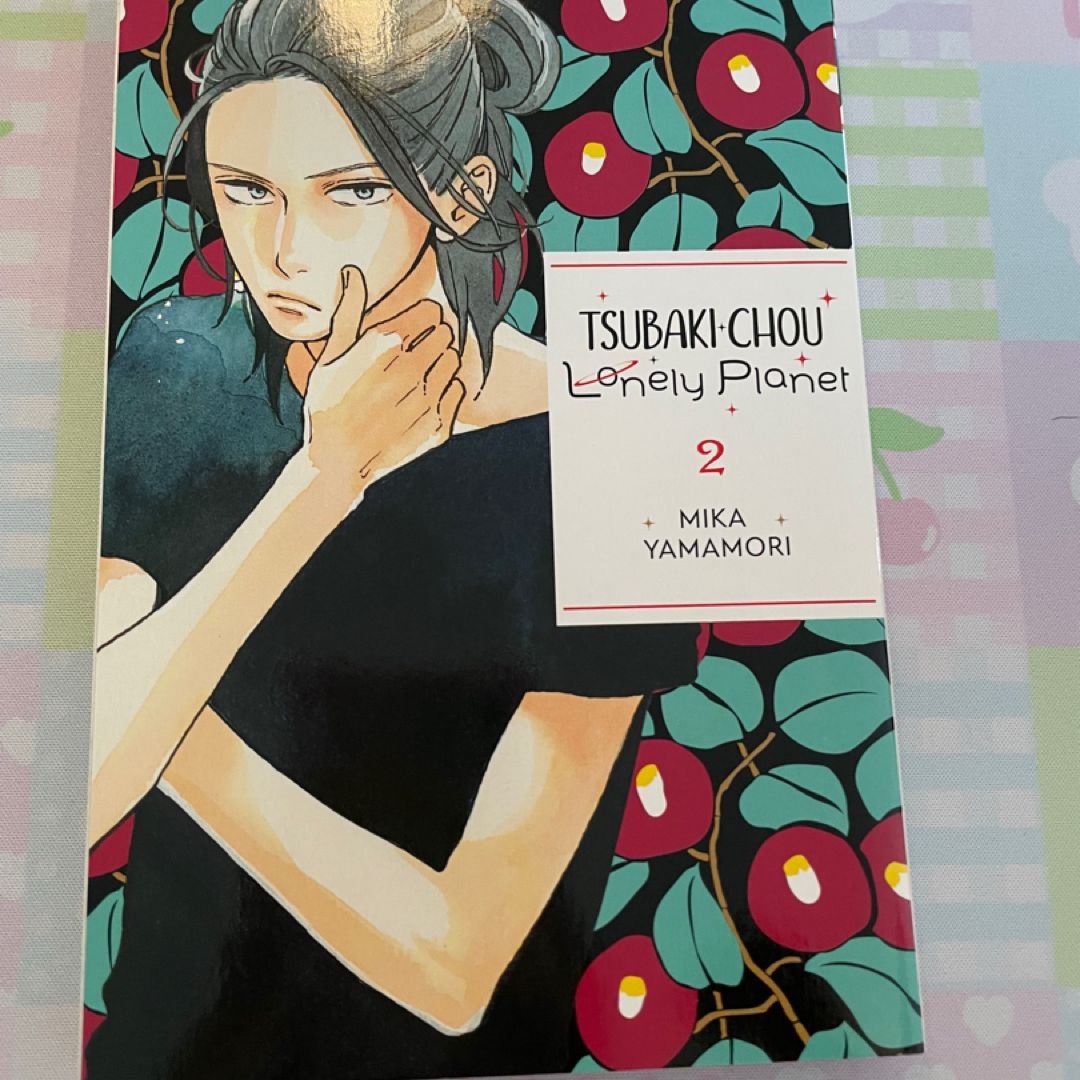 TSUBAKI-CHOU
Lonely Planet
2
MIKA
YAMAMORI